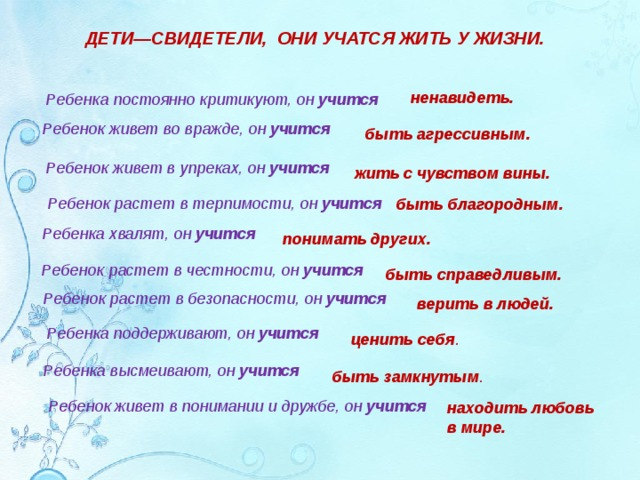 ДЕТИ—СВИДЕТЕЛИ, ОНИ УЧАТСЯ ЖИТЬ У ЖИЗНИ.
Ребенка постоянно критикуют, он учится ненавидеть.
Ребенок живет во вражде, он учится быть агрессивным.
Ребенок живет в упреках, он учится жить с чувством вины.
Ребенок растет в терпимости, он учится быть благородным.
Ребенка хвалят, он учится понимать других.
Ребенок растет в честности, он учится быть справедливым.
Ребенок растет в безопасности, он учится верить в людей.
Ребенка поддерживают, он учится ценить себя.
Ребенка высмеивают, он учится быть замкнутым.
Ребенок живет в понимании и дружбе, он учится находить любовь
в мире.